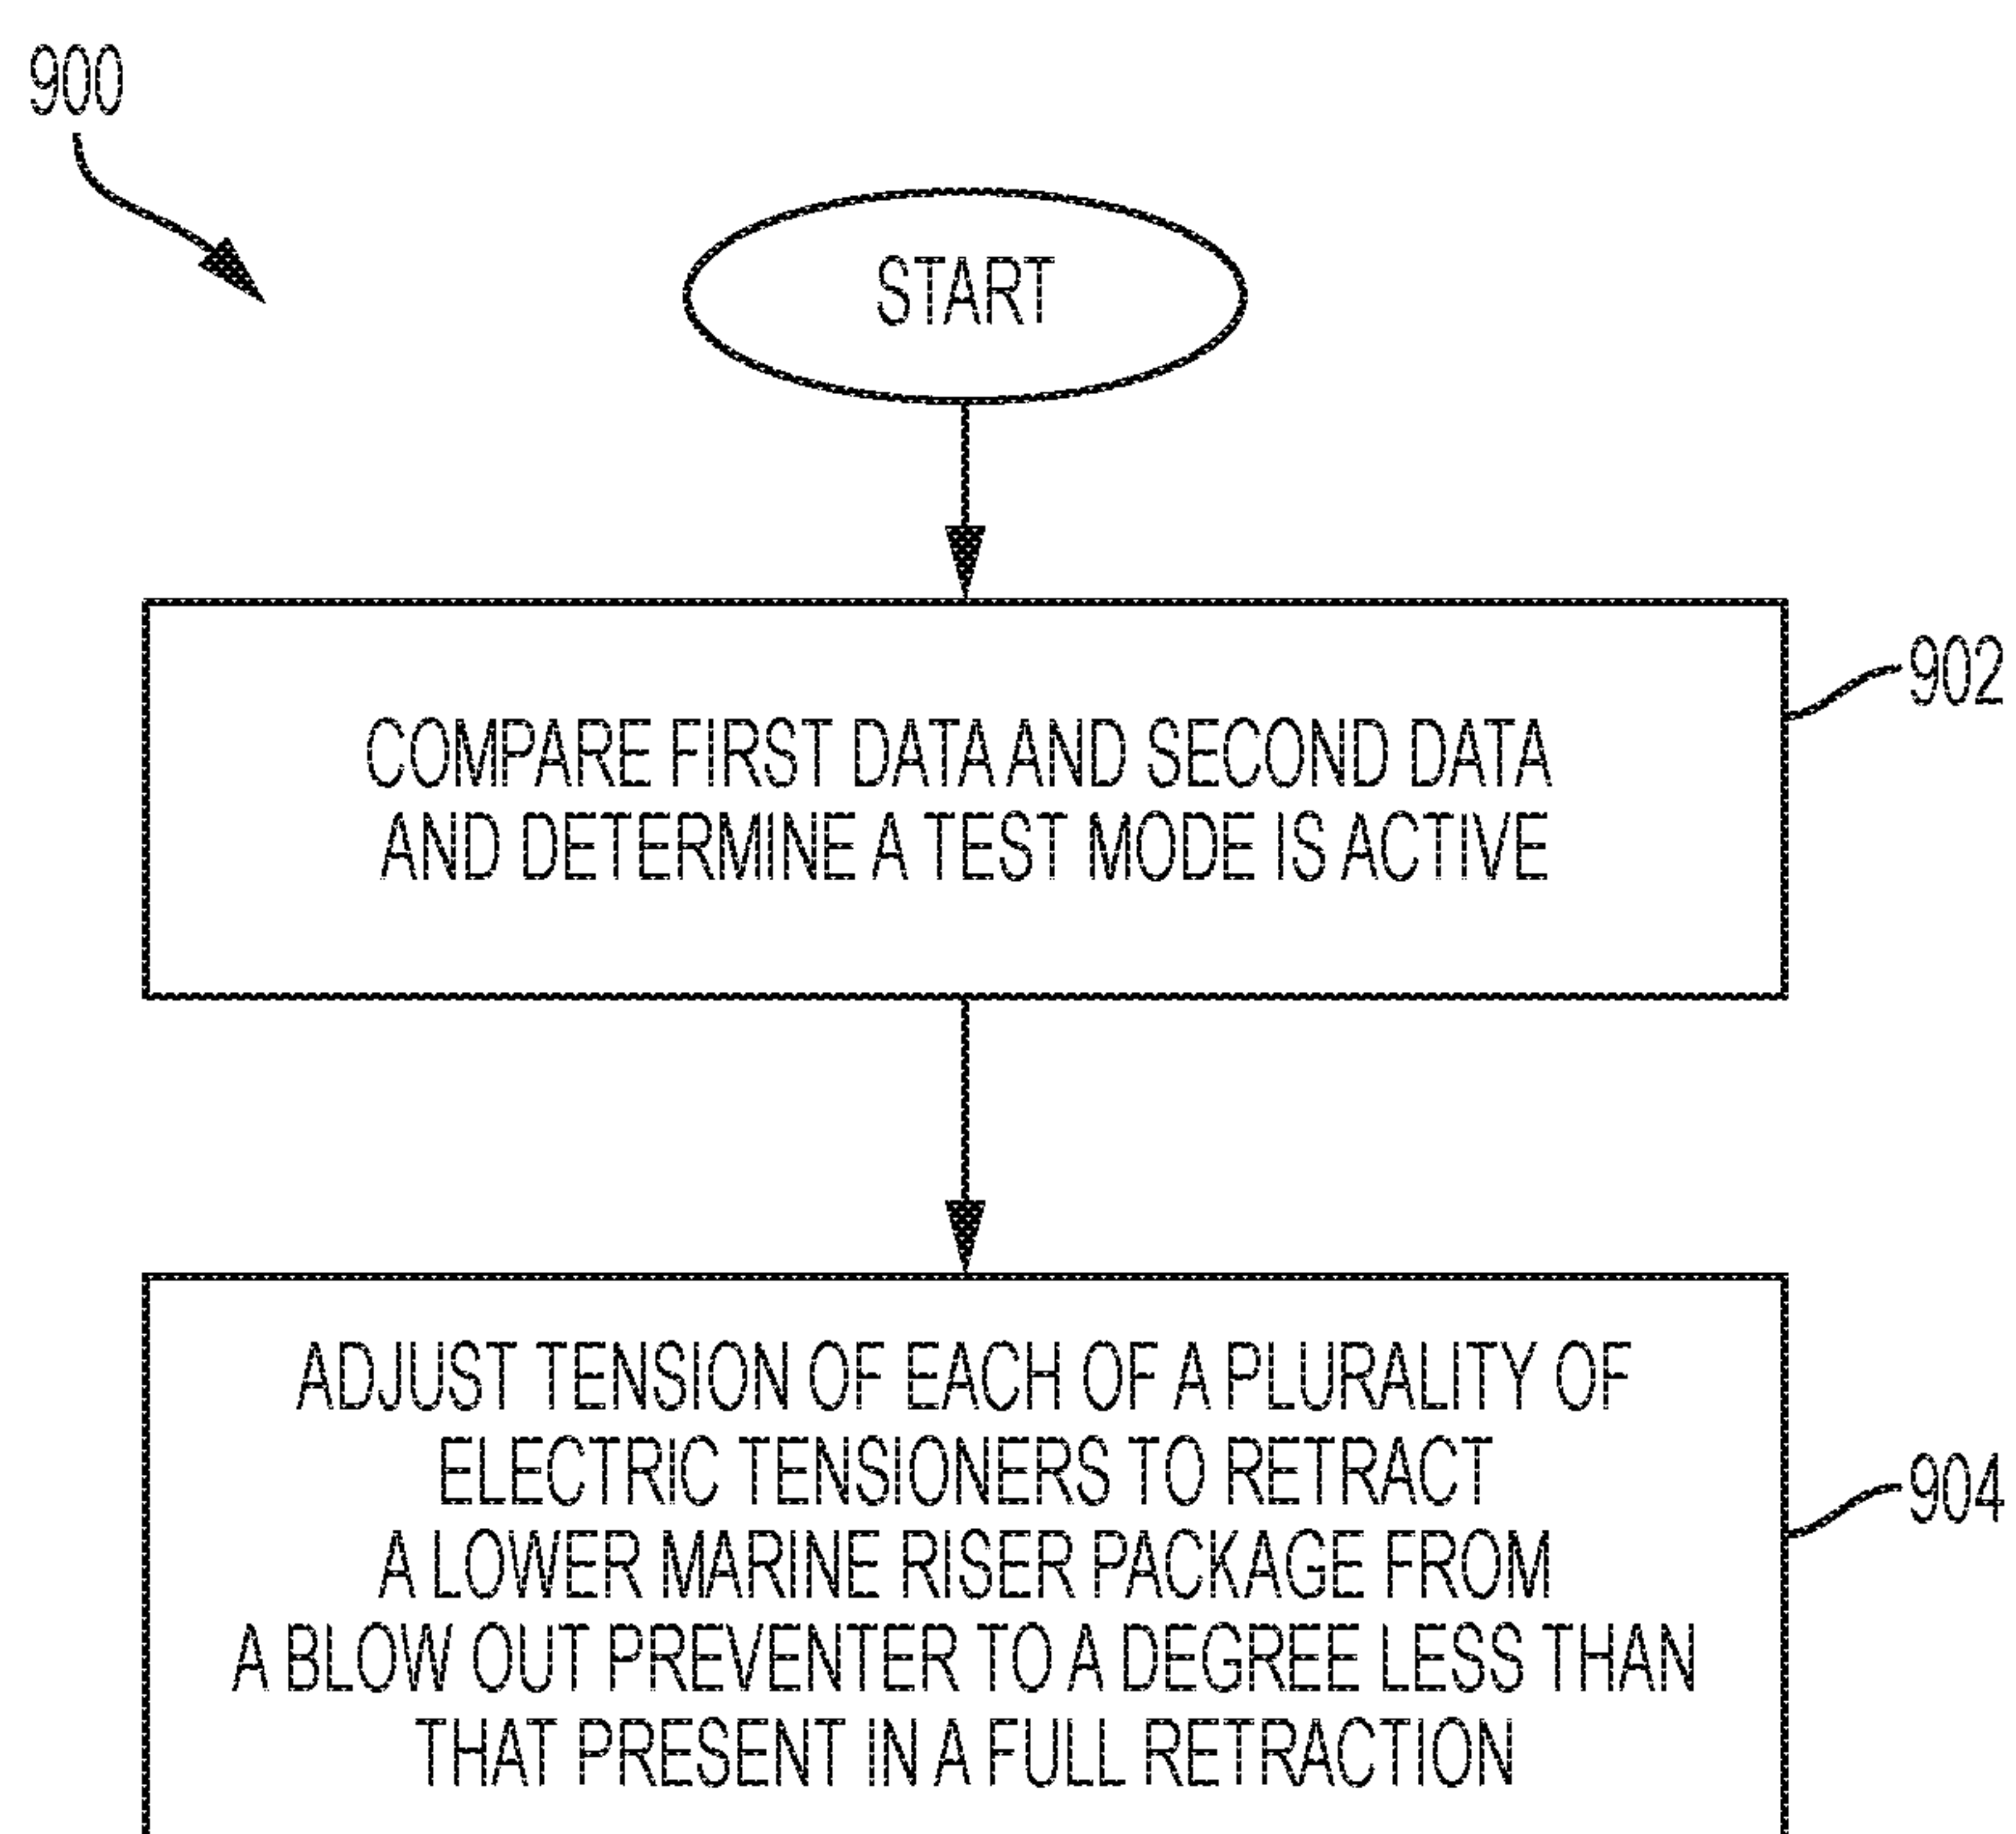 900
START
COMPARE FIRST DATA AND SECOND DATA
AND DETERMINE A TEST MODE IS ACTIVE
902
ADJUST TENSION OF EACH OF A PLURALITY OF
ELECTRIC TENSIONERS TO RETRACT
A LOWER MARINE RISER PACKAGE FROM
A BLOW OUT PREVENTER TO A DEGREE LESS THAN
THAT PRESENT IN A FULL RETRACTION
904